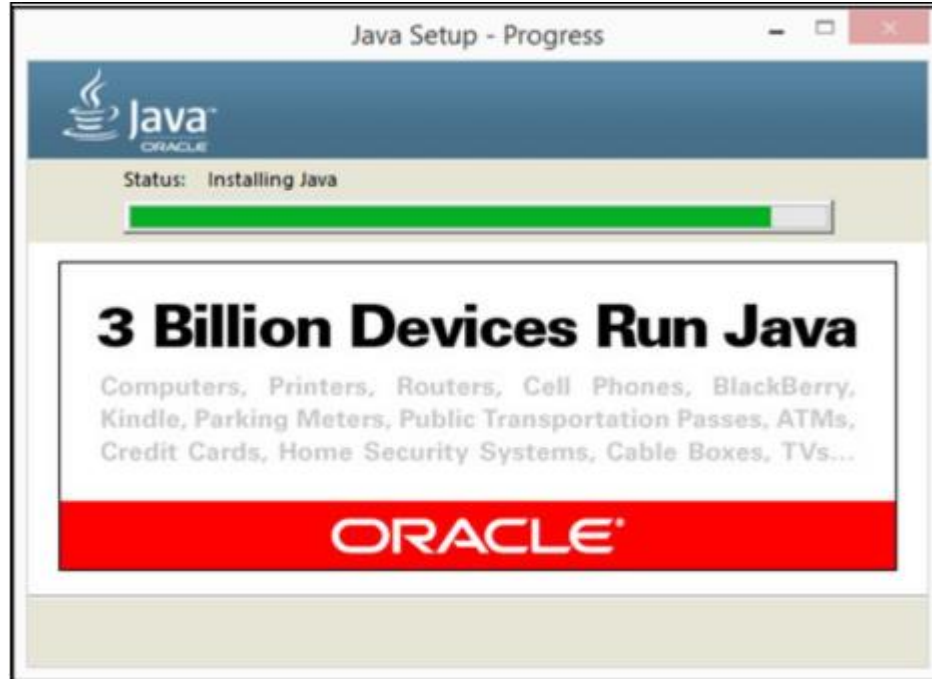 Java Setup - Progress
Java™
ORACLE
Status: Installing Java
3 Billion Devices Run Java
Computers, Printers, Routers, Cell Phones, BlackBerry,
Kindle, Parking Meters, Public Transportation Passes, ATMs,
Credit Cards, Home Security Systems, Cable Boxes, TVs...
ORACLE®